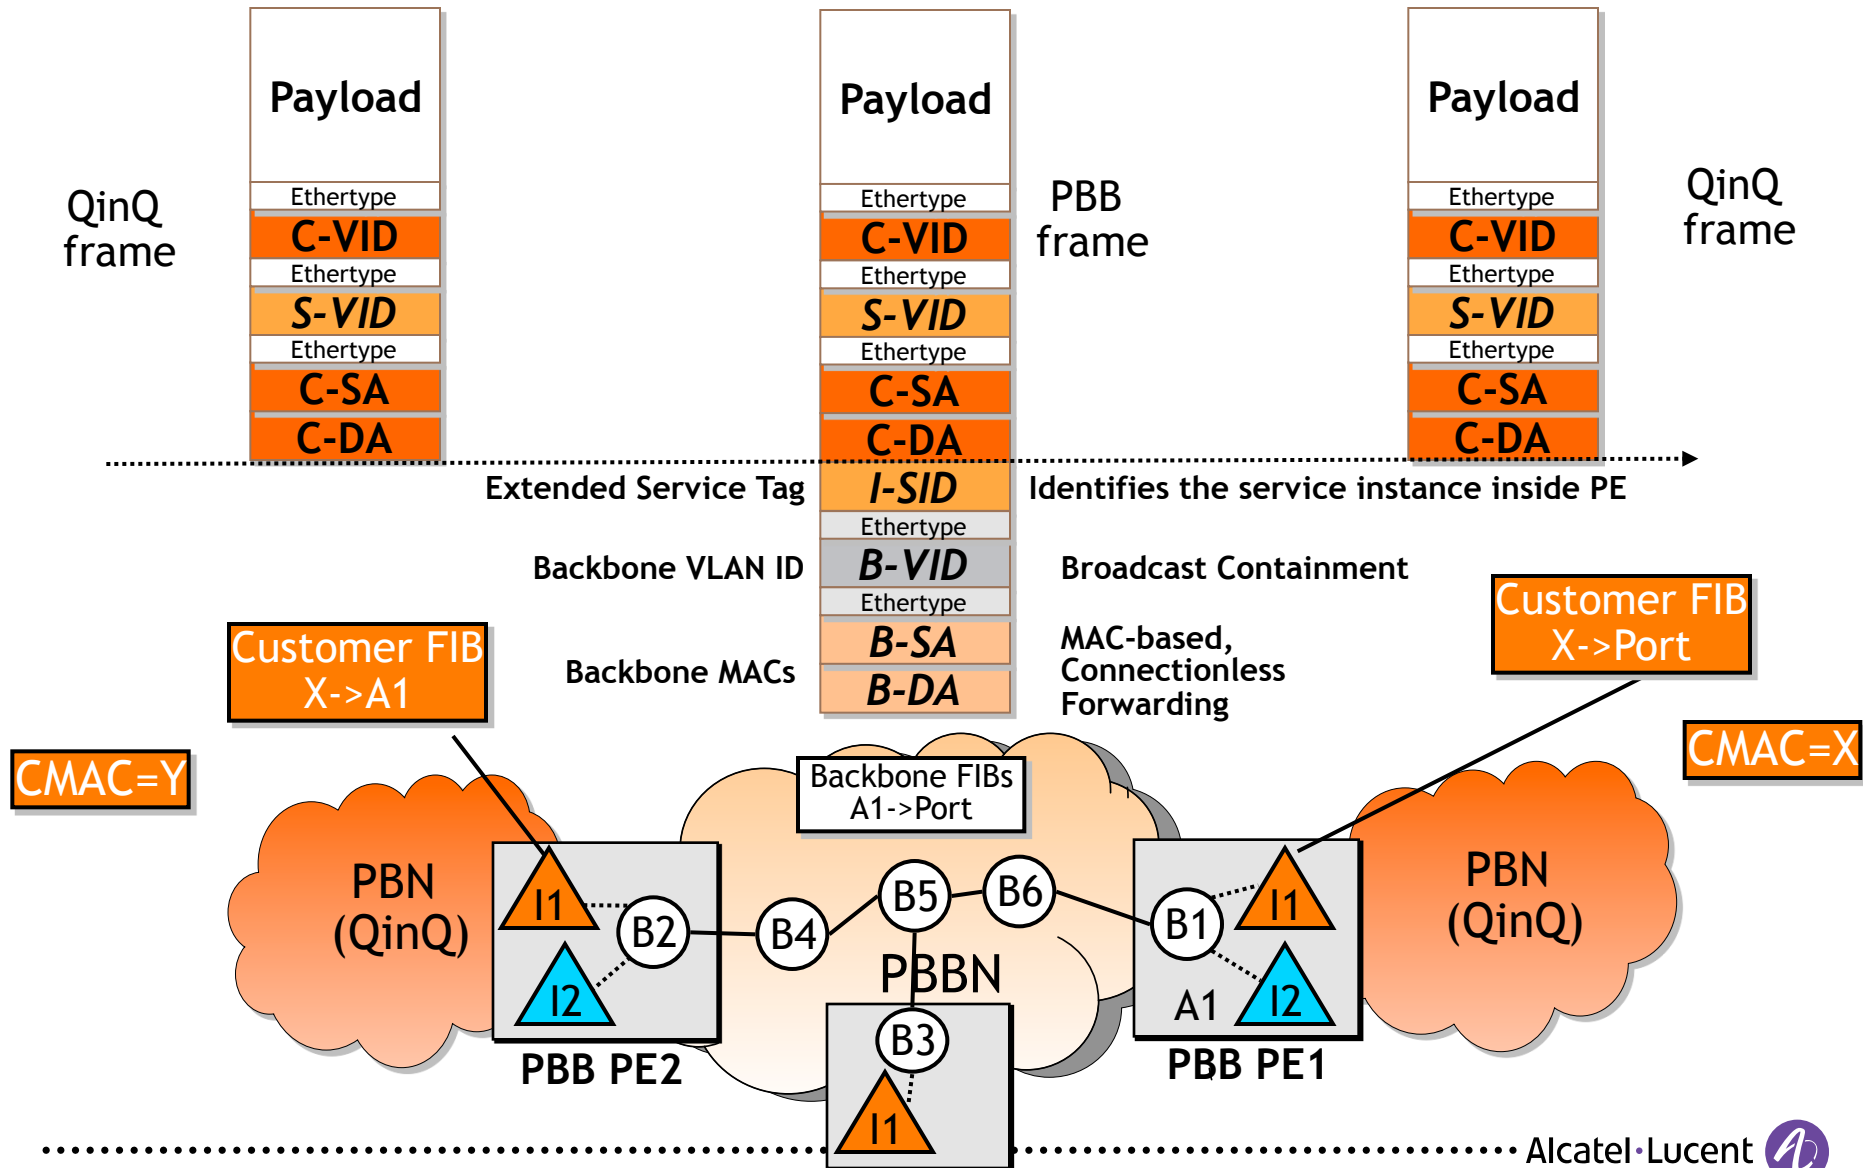 Payload
Payload
Payload
QinQ
frame
Ethertype
C-VID
Ethertype
S-VID
Ethertype
C-SA
C-DA
Ethertype
C-VID
Ethertype
S-VID
Ethertype
C-SA
C-DA
I-SID
Ethertype
B-VID
Ethertype
B-SA
B-DA
PBB
frame
Ethertype
C-VID
Ethertype
S-VID
Ethertype
C-SA
C-DA
QinQ
frame
Extended Service Tag
Identifies the service instance inside PE
Backbone VLAN ID
Broadcast Containment
Backbone MACs
MAC-based,
Connectionless
Forwarding
Customer FIB
X->A1
Customer FIB
X->Port
CMAC=Y
CMAC=X
Backbone FIBs
A1->Port
PBN
(QinQ)
I1
B2
I2
PBB PE2
B4
B5
B6
PBBN
B3
I1
B1
I1
A1
I2
PBB PE1
PBN
(QinQ)
Alcatel·Lucent